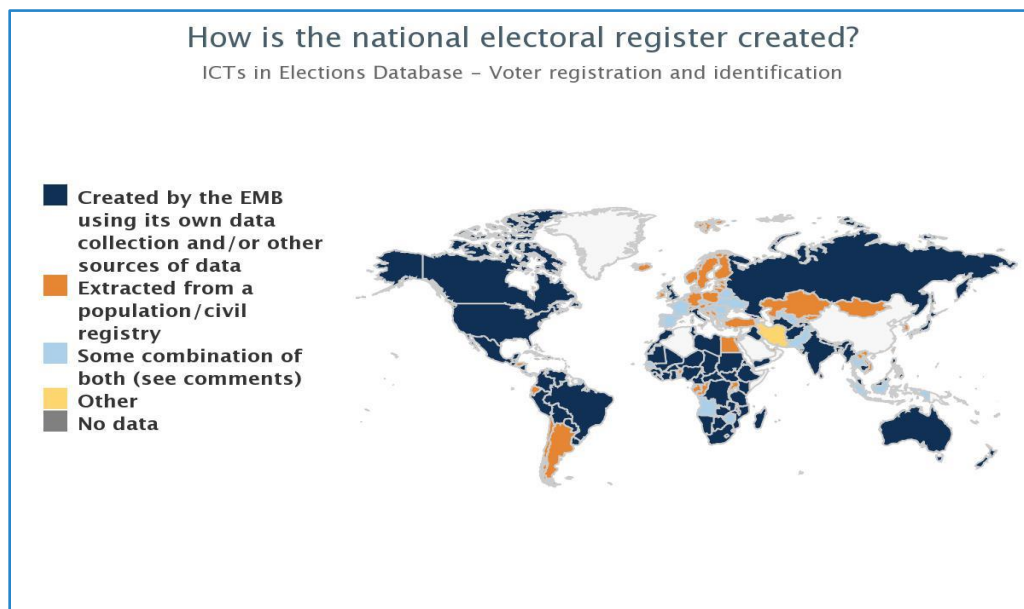 How is the national electoral register created?
ICTs in Elections Database – Voter registration and identification
Created by the EMB
using its own data
collection and/or other
sources of data
Extracted from a
population/civil
registry
Some combination of
both (see comments)
Other
No data